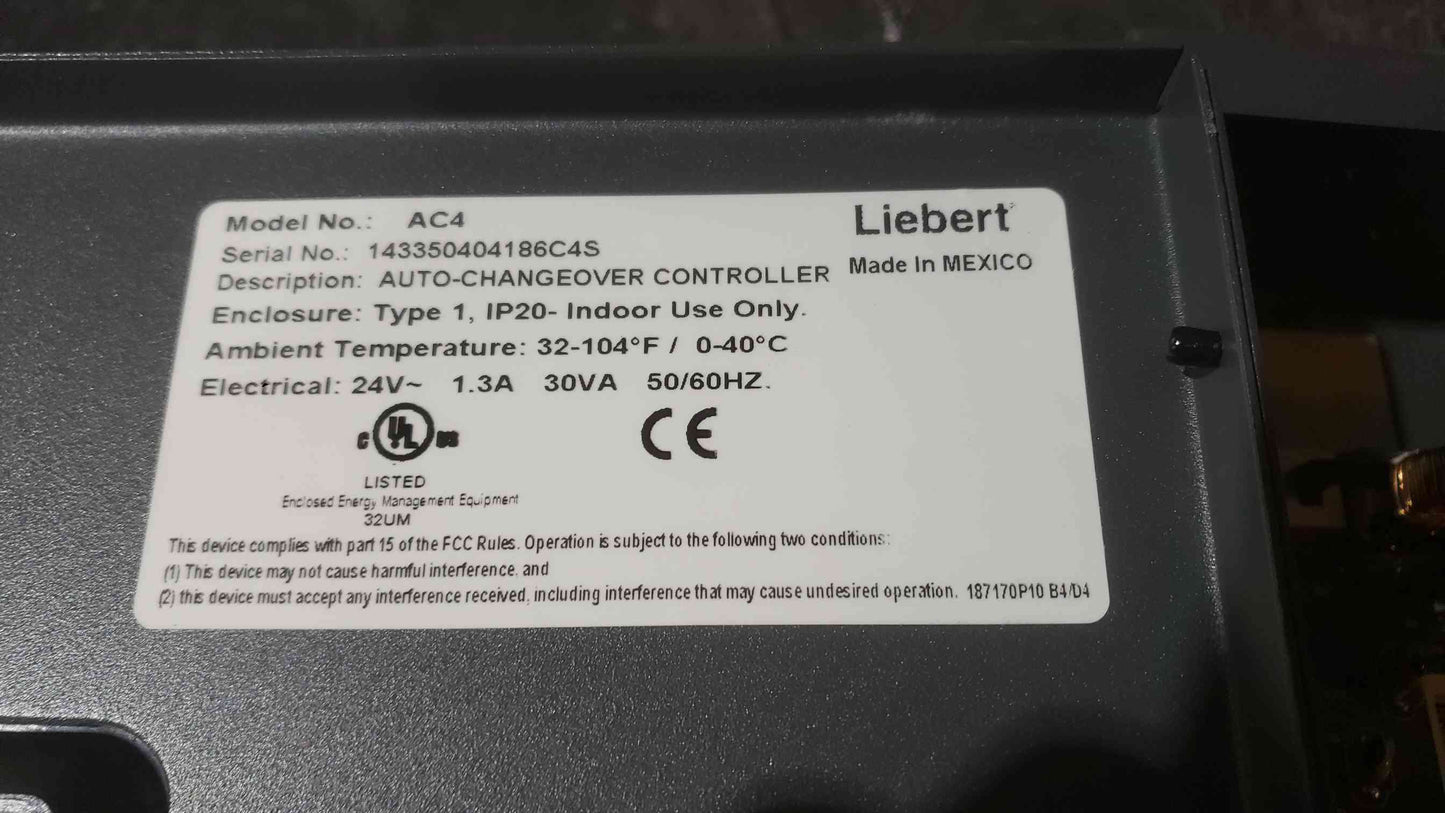 Model No.: AC4
Liebert
Serial No.: 143350404186C4S
Made In MEXICO
Description: AUTO-CHANGEOVER CONTROLLER
Enclosure: Type 1, IP20- Indoor Use Only.
Ambient Temperature: 32-104°F / 0-40°C
Electrical: 24V~ 1.3A 30VA 50/60HZ.
C UL US
CE
LISTED
Enclosed Energy Management Equipment
32UM
This device complies with part 15 of the FCC Rules. Operation is subject to the following two conditions:
(1) This device may not cause harmful interference. and
(2) this device must accept any interference received, including interference that may cause undesired operation. 187170P10 B4/D4